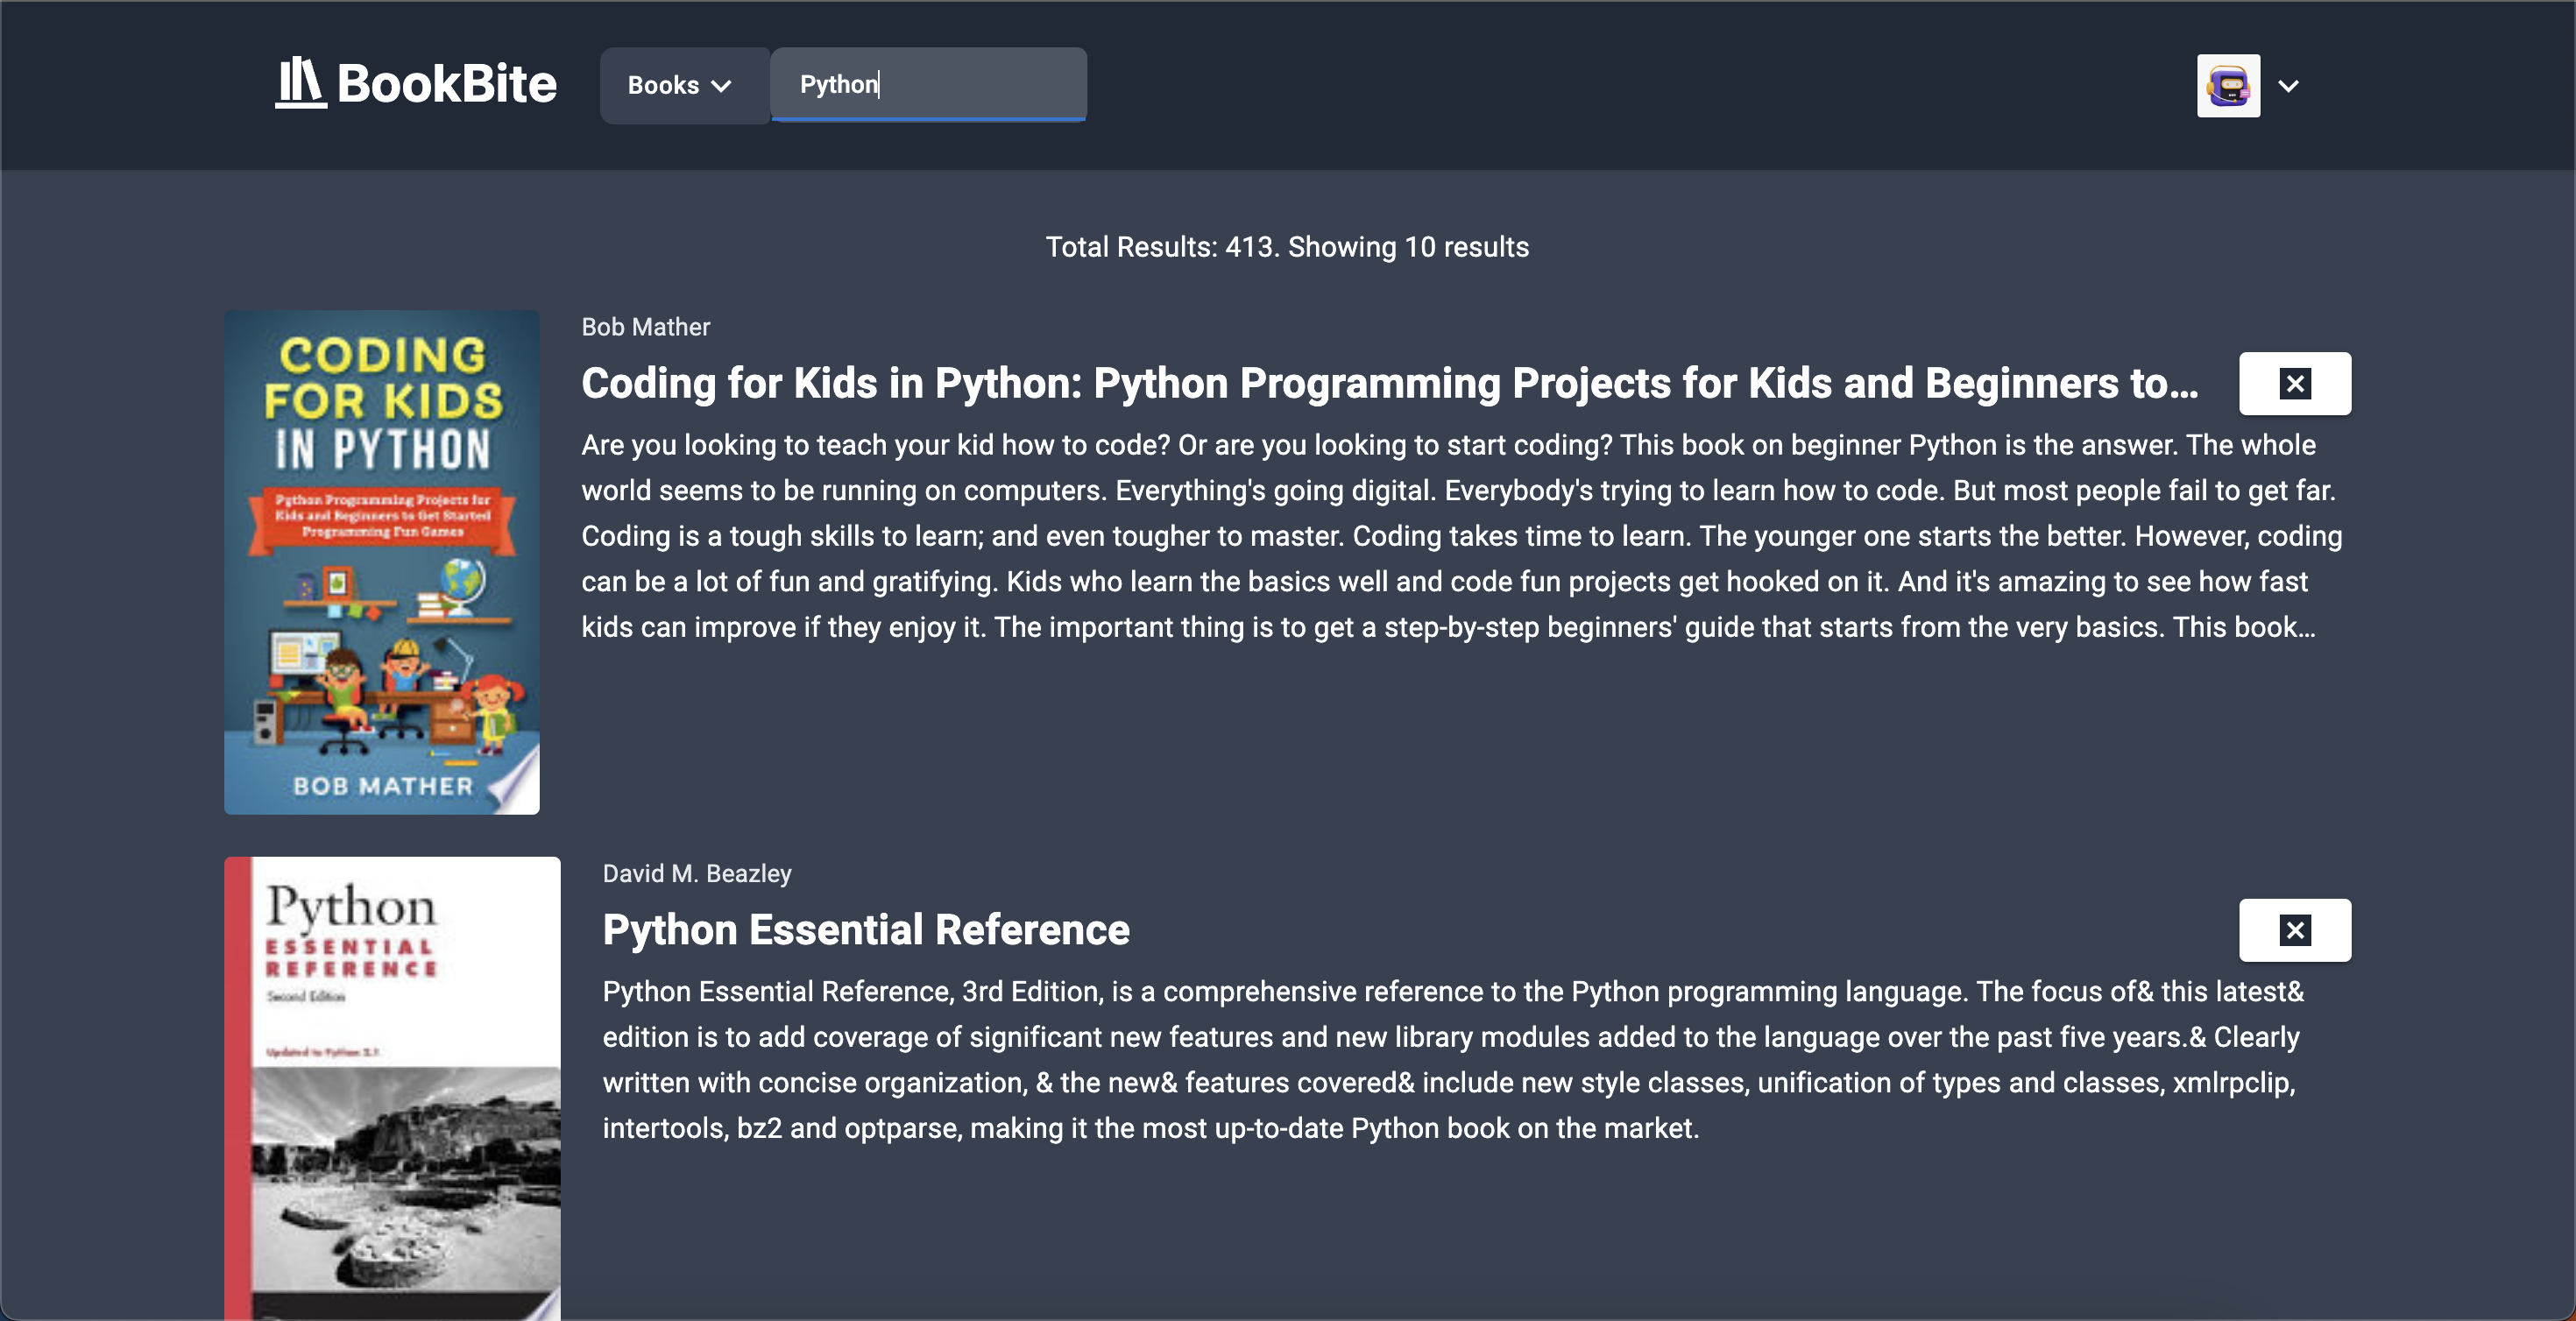 BookBite
Books
Python
Total Results: 413. Showing 10 results
CODING
FOR KIDS
IN PYTHON
Python Programming Projects for
Kids and Beginners to Get Started
Programming Fun Games
BOB MATHER
Bob Mather
Coding for Kids in Python: Python Programming Projects for Kids and Beginners to...
Are you looking to teach your kid how to code? Or are you looking to start coding? This book on beginner Python is the answer. The whole
world seems to be running on computers. Everything's going digital. Everybody's trying to learn how to code. But most people fail to get far.
Coding is a tough skills to learn; and even tougher to master. Coding takes time to learn. The younger one starts the better. However, coding
can be a lot of fun and gratifying. Kids who learn the basics well and code fun projects get hooked on it. And it's amazing to see how fast
kids can improve if they enjoy it. The important thing is to get a step-by-step beginners' guide that starts from the very basics. This book...
Python
ESSENTIAL
REFERENCE
Second Edition
Updated to Python 2.1
David M. Beazley
Python Essential Reference
Python Essential Reference, 3rd Edition, is a comprehensive reference to the Python programming language. The focus of& this latest&
edition is to add coverage of significant new features and new library modules added to the language over the past five years.& Clearly
written with concise organization, & the new& features covered& include new style classes, unification of types and classes, xmlrpclip,
intertools, bz2 and optparse, making it the most up-to-date Python book on the market.